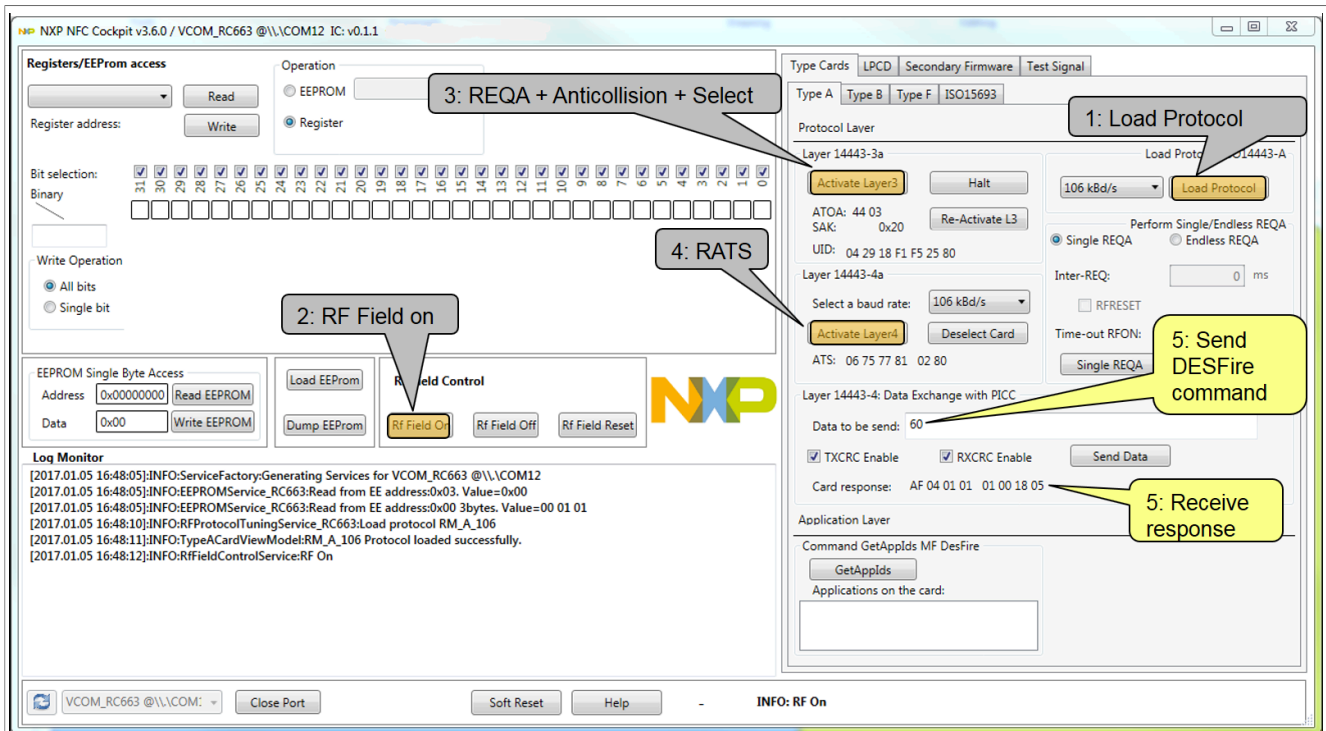 NXP NFC Cockpit v3.6.0 / VCOM_RC663 @\\.\COM12 IC: v0.1.1
Registers/EEProm access
Read
Register address:
Write
Operation
EEPROM
Register
3: REQA + Anticollision + Select
Bit selection:
31 30 29 28 27 26 25 24 23 22 21 20 19 18 17 16 15 14 13 12 11 10 9 8 7 6 5 4 3 2 1 0
Binary
Write Operation
All bits
Single bit
2: RF Field on
4: RATS
EEPROM Single Byte Access
Address 0x00000000 Read EEPROM
Data 0x00 Write EEPROM
Load EEProm
Dump EEProm
Field Control
Rf Field On Rf Field Off Rf Field Reset
NXP
Log Monitor
[2017.01.05 16:48:05]:INFO:ServiceFactory:Generating Services for VCOM_RC663 @\\.\COM12
[2017.01.05 16:48:05]:INFO:EEPROMService_RC663:Read from EE address:0x03. Value=0x00
[2017.01.05 16:48:05]:INFO:EEPROMService_RC663:Read from EE address:0x00 3bytes. Value=00 01 01
[2017.01.05 16:48:10]:INFO:RFProtocolTuningService_RC663:Load protocol RM_A_106
[2017.01.05 16:48:11]:INFO:TypeACardViewModel:RM_A_106 Protocol loaded successfully.
[2017.01.05 16:48:12]:INFO:RfFieldControlService:RF On
Type Cards LPCD Secondary Firmware Test Signal
Type A Type B Type F ISO15693
1: Load Protocol
Protocol Layer
Layer 14443-3a
Activate Layer3 Halt
ATQA: 44 03
SAK: 0x20
Re-Activate L3
UID: 04 29 18 F1 F5 25 80
Load
106 kBd/s Load Protocol
Perform Single/Endless REQA
Single REQA Endless REQA
Inter-REQ: 0 ms
RFRESET
Time-out RFON:
Single REQA
Layer 14443-4a
Select a baud rate: 106 kBd/s
Activate Layer4 Deselect Card
ATS: 06 75 77 81 02 80
5: Send
DESFire
command
Layer 14443-4: Data Exchange with PICC
Data to be send: 60
TXCRC Enable RXCRC Enable Send Data
Card response: AF 04 01 01 01 00 18 05
5: Receive
response
Application Layer
Command GetAppIds MF DesFire
GetAppIds
Applications on the card:
VCOM_RC663 @\\.\COM: Close Port Soft Reset Help - INFO: RF On